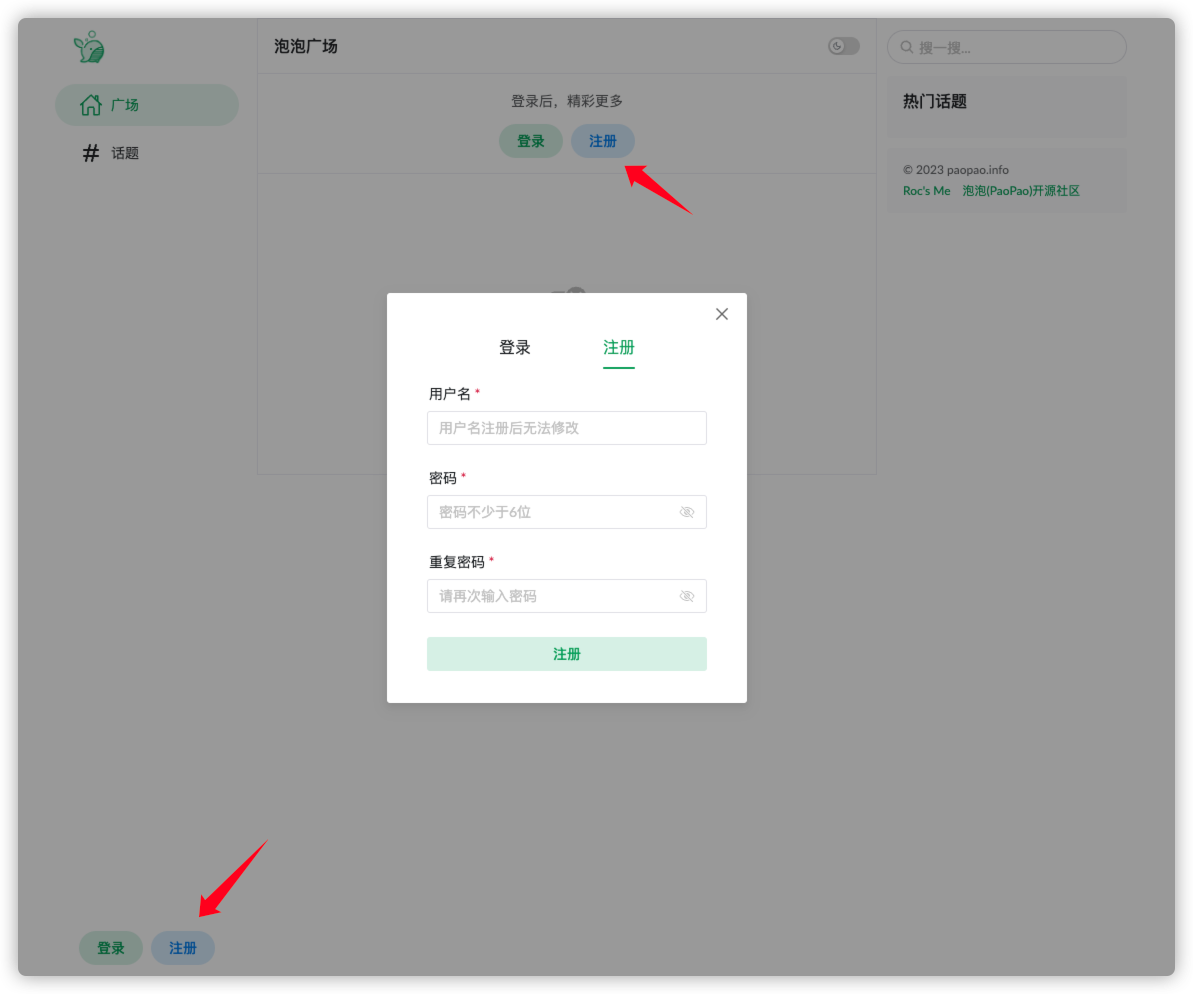 泡泡广场
搜一搜...
广场
话题
登录后，精彩更多
登录
注册
热门话题
© 2023 paopao.info
Roc's Me 泡泡(PaoPao)开源社区
登录
注册
用户名 *
用户名注册后无法修改
密码 *
密码不少于6位
重复密码 *
请再次输入密码
注册
登录
注册